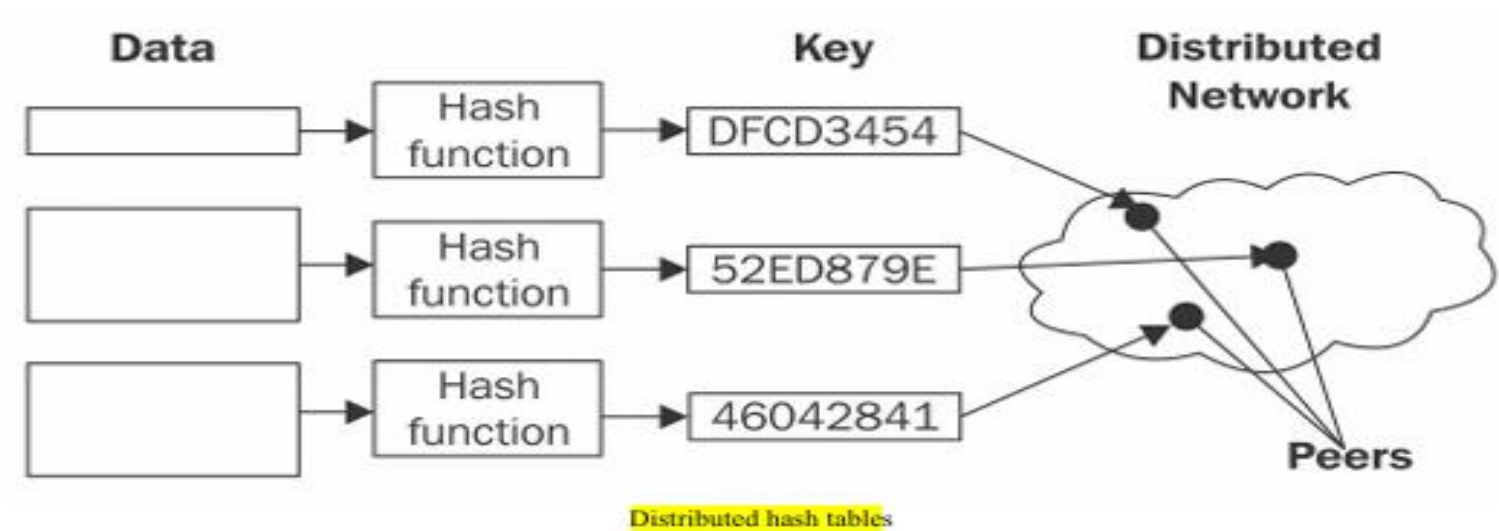 Data
Key
Distributed
Network
Hash
function
DFCD3454
Hash
function
52ED879E
Hash
function
46042841
Peers
Distributed hash tables